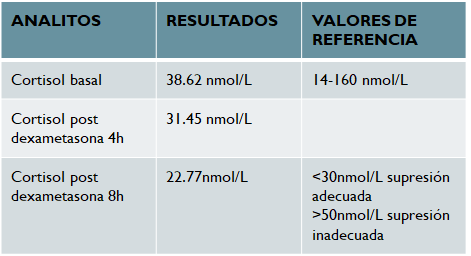 ANALITOS RESULTADOS VALORES DE
REFERENCIA
Cortisol basal 38.62 nmol/L 14-160 nmol/L
Cortisol post 31.45 nmol/L
dexametasona 4h
Cortisol post 22.77nmol/L <30nmol/L supresión
dexametasona 8h adecuada
>50nmol/L supresión
inadecuada